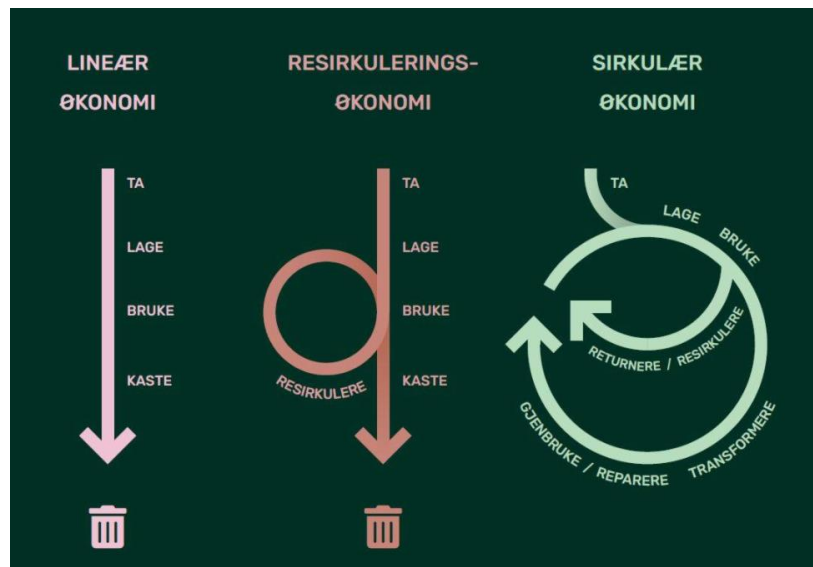 LINEÆR
ØKONOMI
TA
LAGE
BRUKE
KASTE
RESIRKULERINGS-
ØKONOMI
TA
LAGE
BRUKE
KASTE
RESIRKULERE
SIRKULÆR
ØKONOMI
TA
LAGE
BRUKE
RETURNERE / RESIRKULERE
TRANSFORMERE
GJENBRUKE / REPARERE